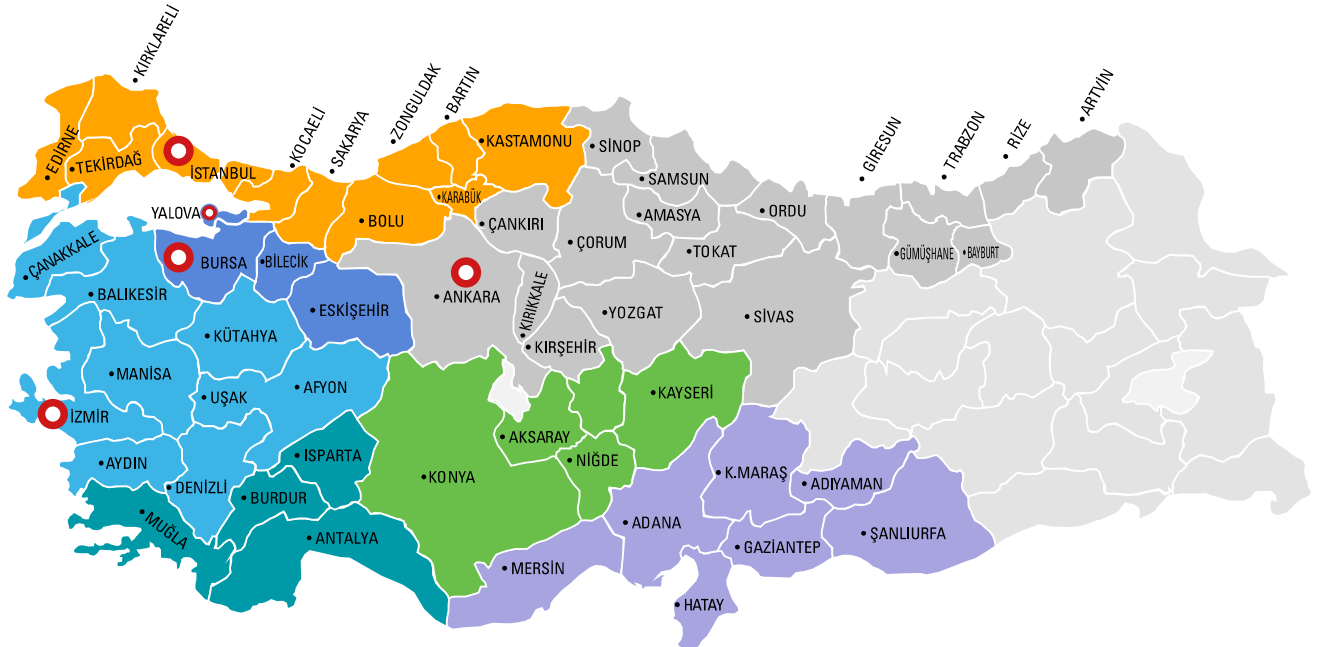 KIRKLARELİ
EDİRNE
TEKİRDAĞ
İSTANBUL
KOCAELİ
SAKARYA
ZONGULDAK
BARTIN
KASTAMONU
KARABÜK
BOLU
YALOVA
SİNOP
SAMSUN
GİRESUN
TRABZON
RİZE
ARTVİN
ÇANKIRI
AMASYA
ORDU
ÇORUM
TOKAT
GÜMÜŞHANE
BAYBURT
ÇANAKKALE
BURSA
BİLECİK
BALIKESİR
ESKİŞEHİR
ANKARA
KIRIKKALE
YOZGAT
SİVAS
KÜTAHYA
KIRŞEHİR
MANİSA
UŞAK
AFYON
KAYSERİ
İZMİR
AKSARAY
AYDIN
ISPARTA
NİĞDE
KONYA
DENİZLİ
BURDUR
K.MARAŞ
ADIYAMAN
MUĞLA
ANTALYA
ADANA
ŞANLIURFA
GAZİANTEP
MERSİN
HATAY